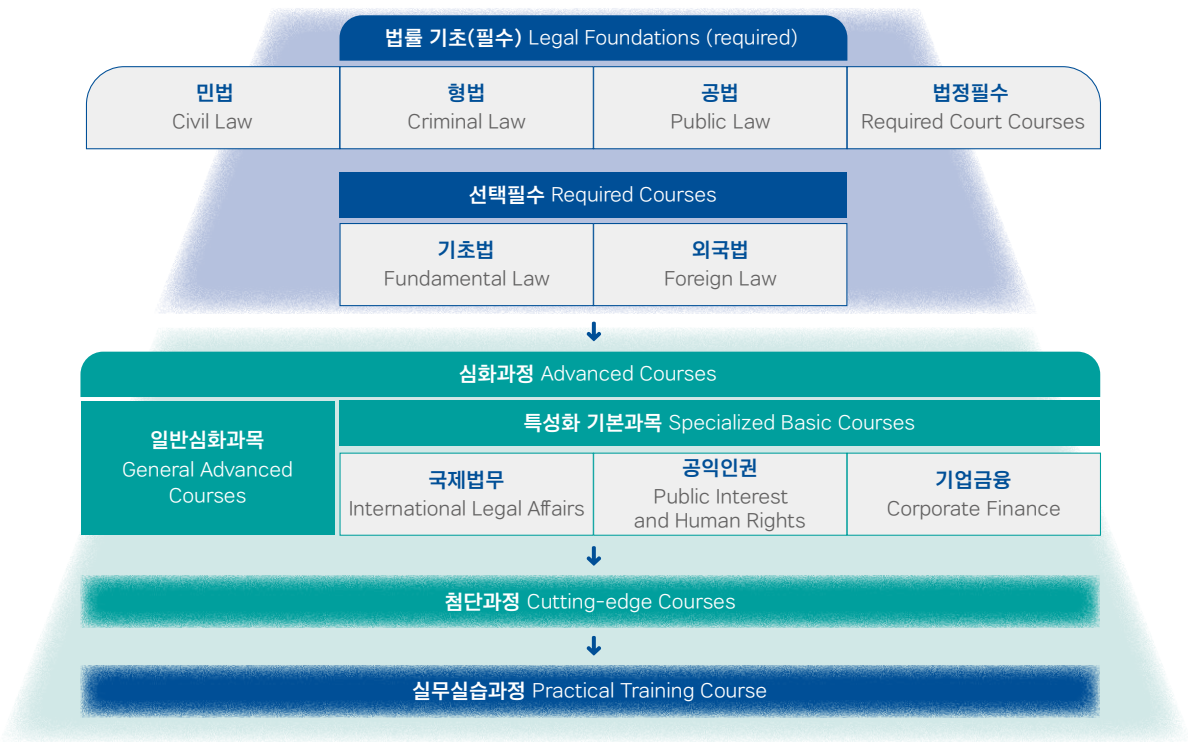 법률 기초(필수) Legal Foundations (required)
민법
Civil Law
형법
Criminal Law
공법
Public Law
법정필수
Required Court Courses
선택필수 Required Courses
기초법
Fundamental Law
외국법
Foreign Law
심화과정 Advanced Courses
일반심화과목
General Advanced
Courses
특성화 기본과목 Specialized Basic Courses
국제법무
International Legal Affairs
공익인권
Public Interest
and Human Rights
기업금융
Corporate Finance
첨단과정 Cutting-edge Courses
실무실습과정 Practical Training Course